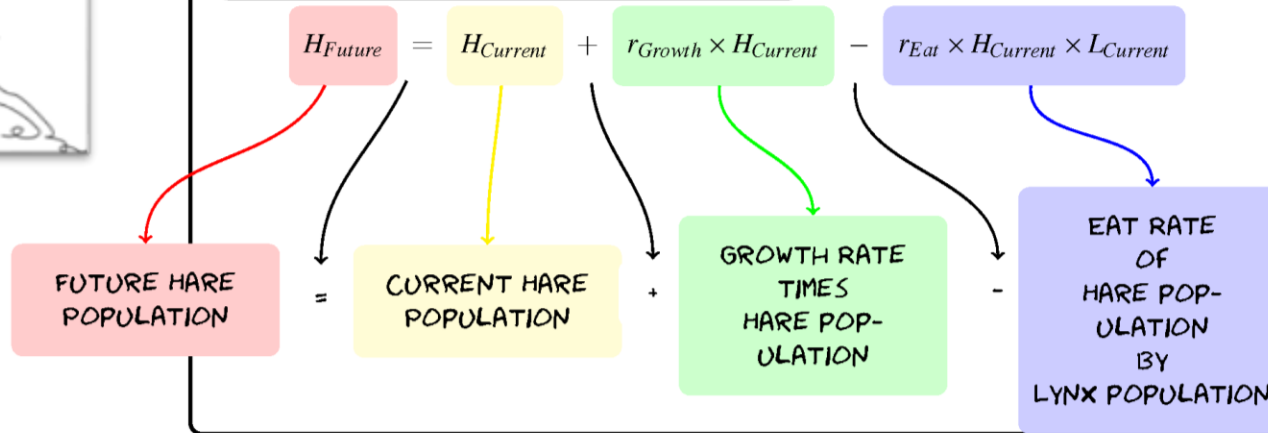 H_Future = H_Current + r_Growth × H_Current − r_Eat × H_Current × L_Current
FUTURE HARE
POPULATION
=
CURRENT HARE
POPULATION
+
GROWTH RATE
TIMES
HARE POP-
ULATION
-
EAT RATE
OF
HARE POP-
ULATION
BY
LYNX POPULATION